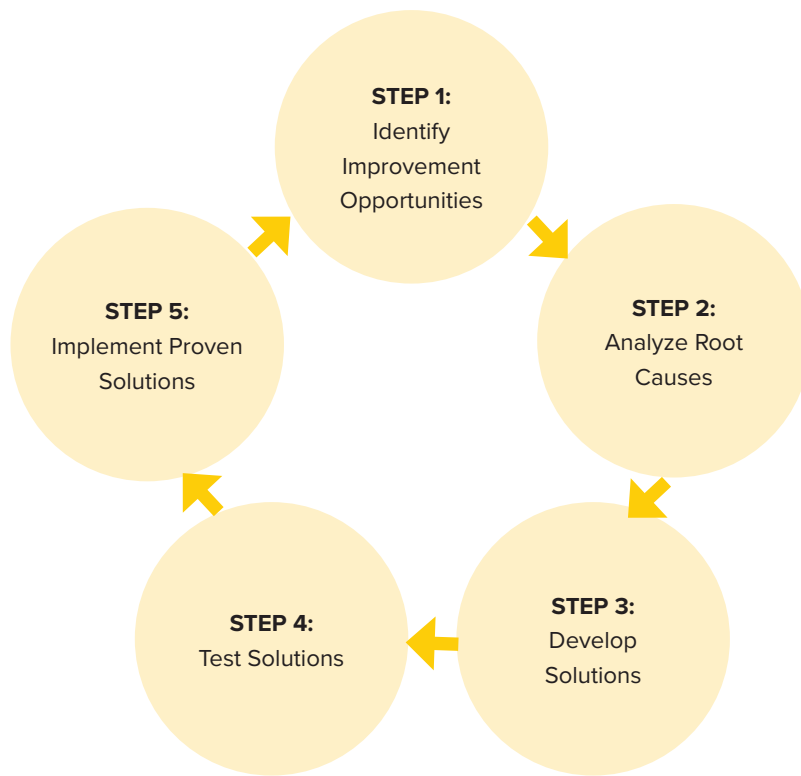 STEP 1:
Identify
Improvement
Opportunities
STEP 2:
Analyze Root
Causes
STEP 3:
Develop
Solutions
STEP 4:
Test Solutions
STEP 5:
Implement Proven
Solutions